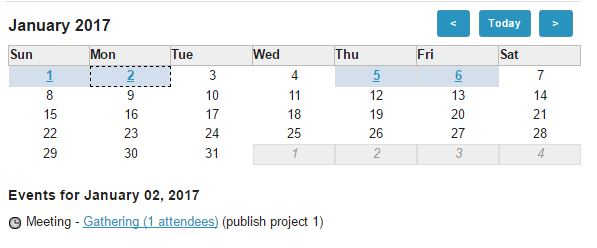 January 2017 < Today >
Sun Mon Tue Wed Thu Fri Sat
1 2 3 4 5 6 7
8 9 10 11 12 13 14
15 16 17 18 19 20 21
22 23 24 25 26 27 28
29 30 31 1 2 3 4
Events for January 02, 2017
Meeting - Gathering (1 attendees) (publish project 1)